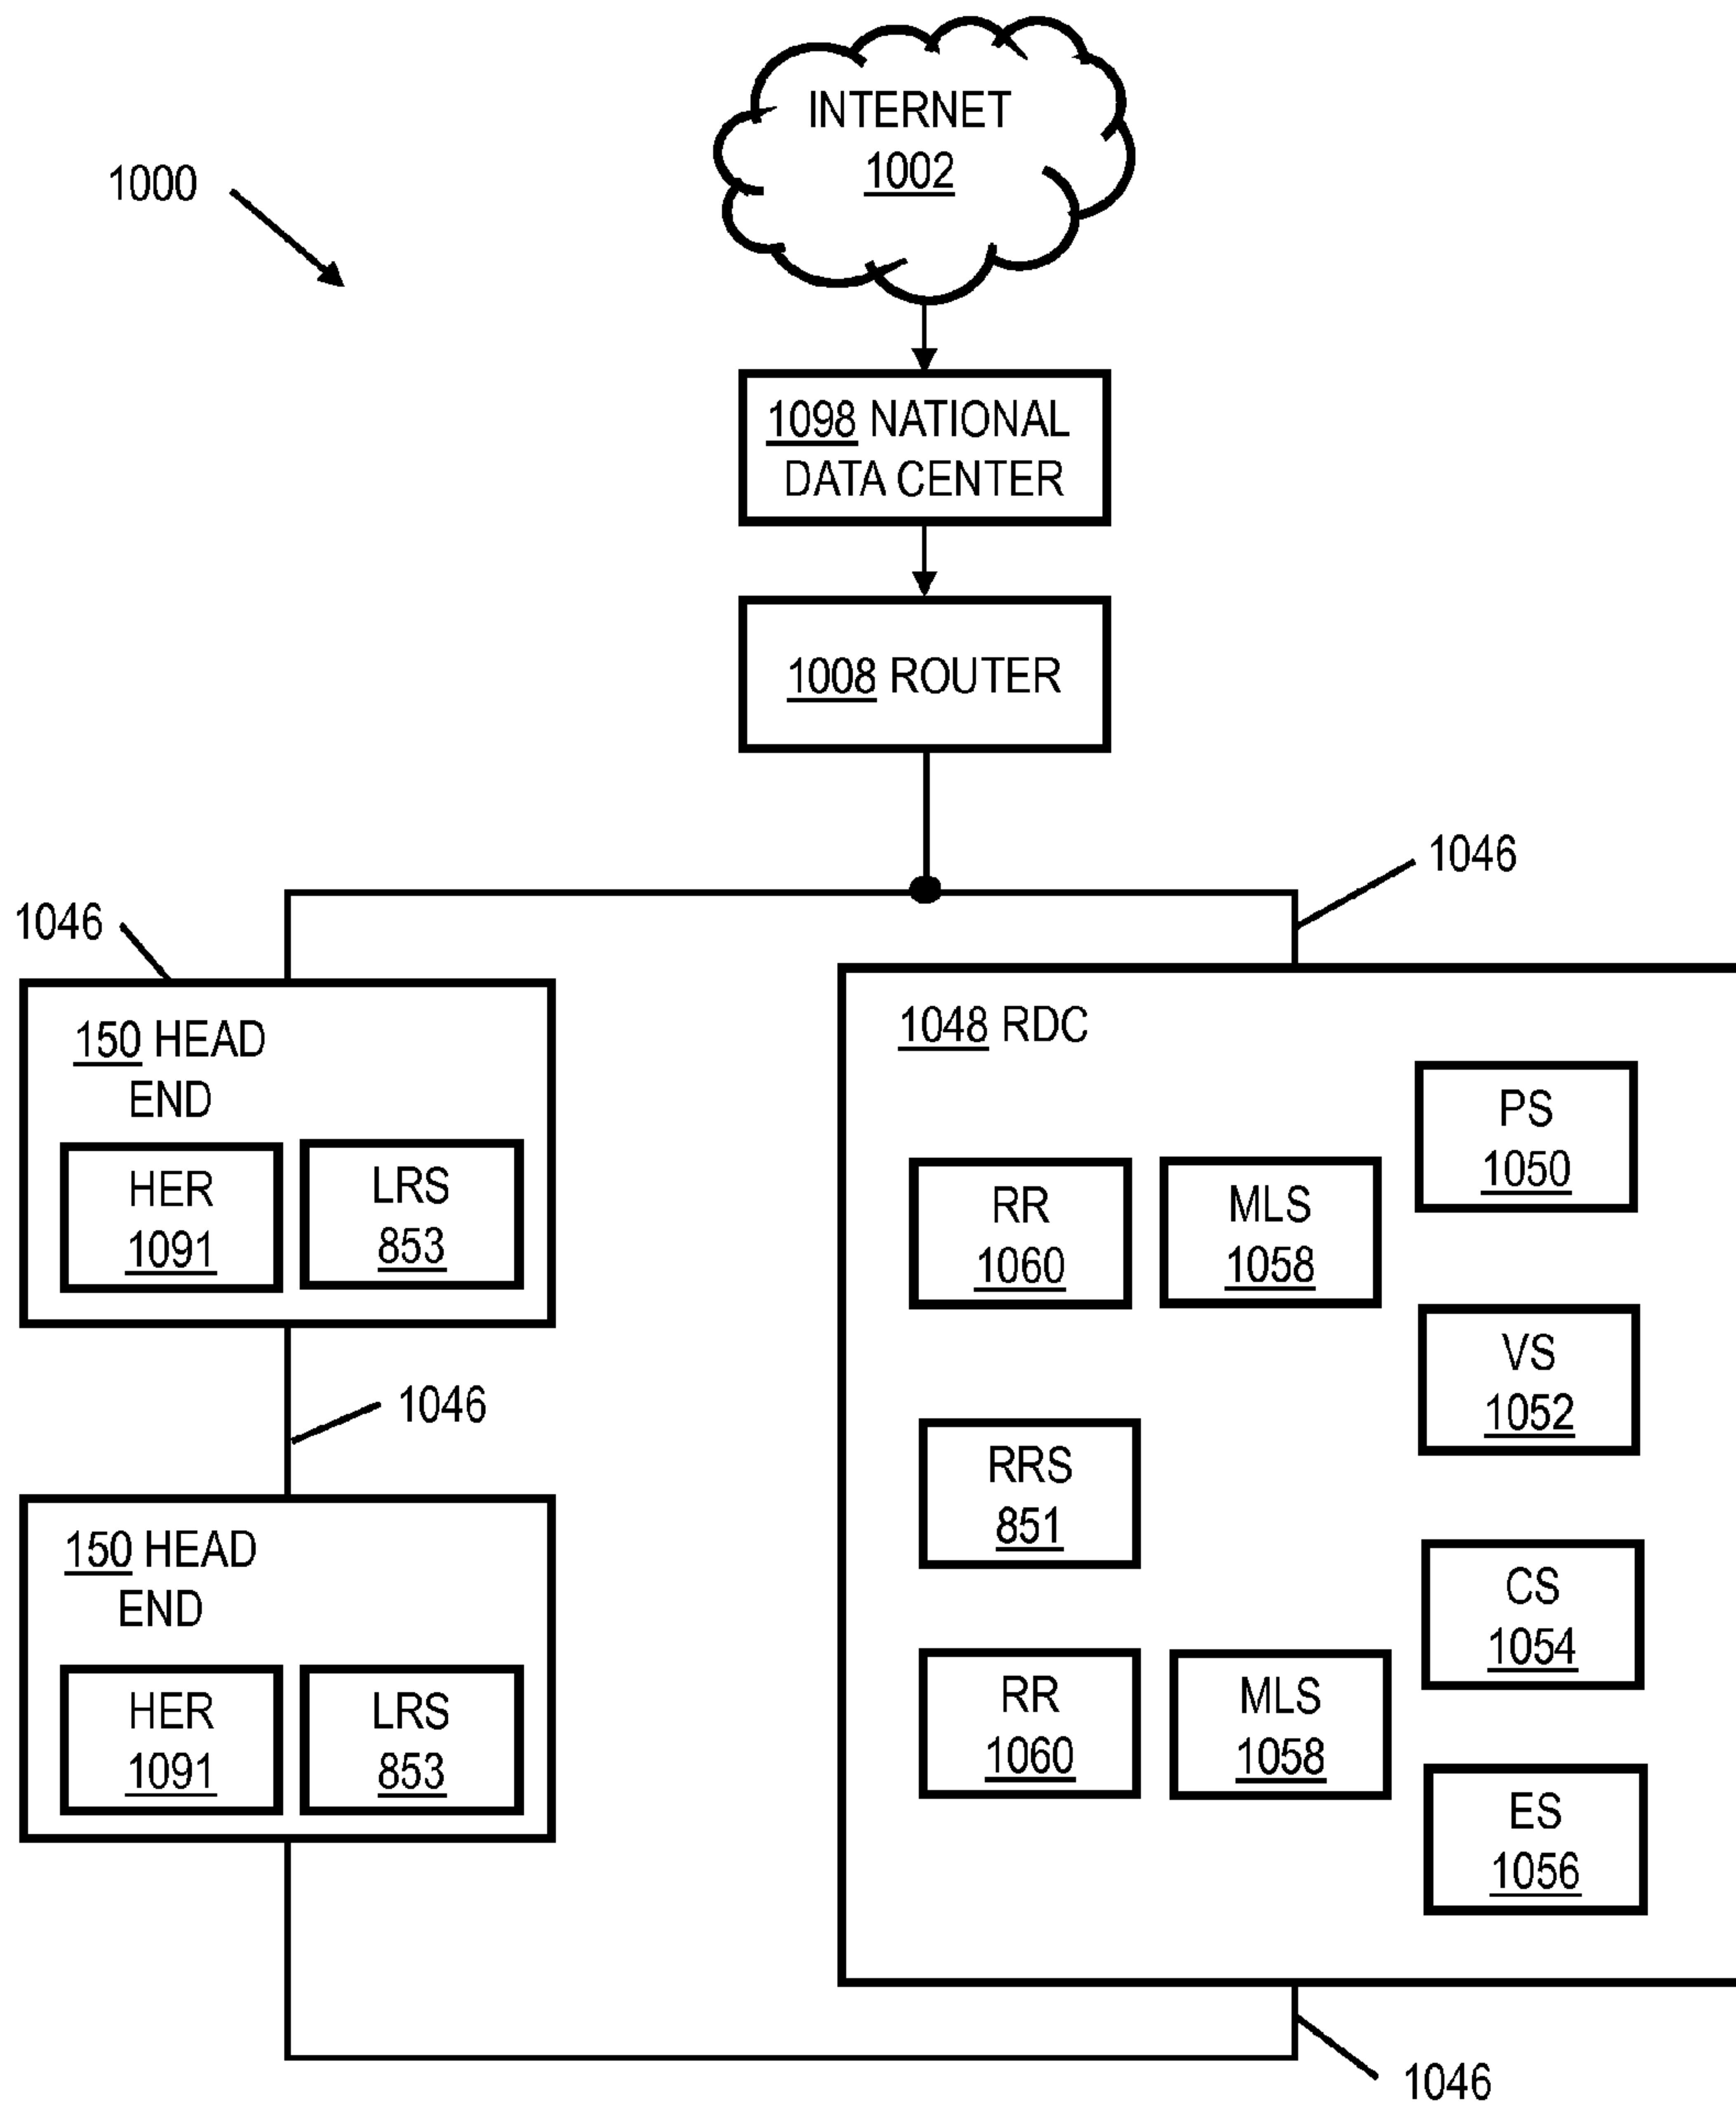 INTERNET
1002
1000
1098 NATIONAL
DATA CENTER
1008 ROUTER
1046
1046
150 HEAD
END
HER
1091
LRS
853
1046
150 HEAD
END
HER
1091
LRS
853
1048 RDC
PS
1050
RR
1060
MLS
1058
VS
1052
RRS
851
CS
1054
RR
1060
MLS
1058
ES
1056
1046